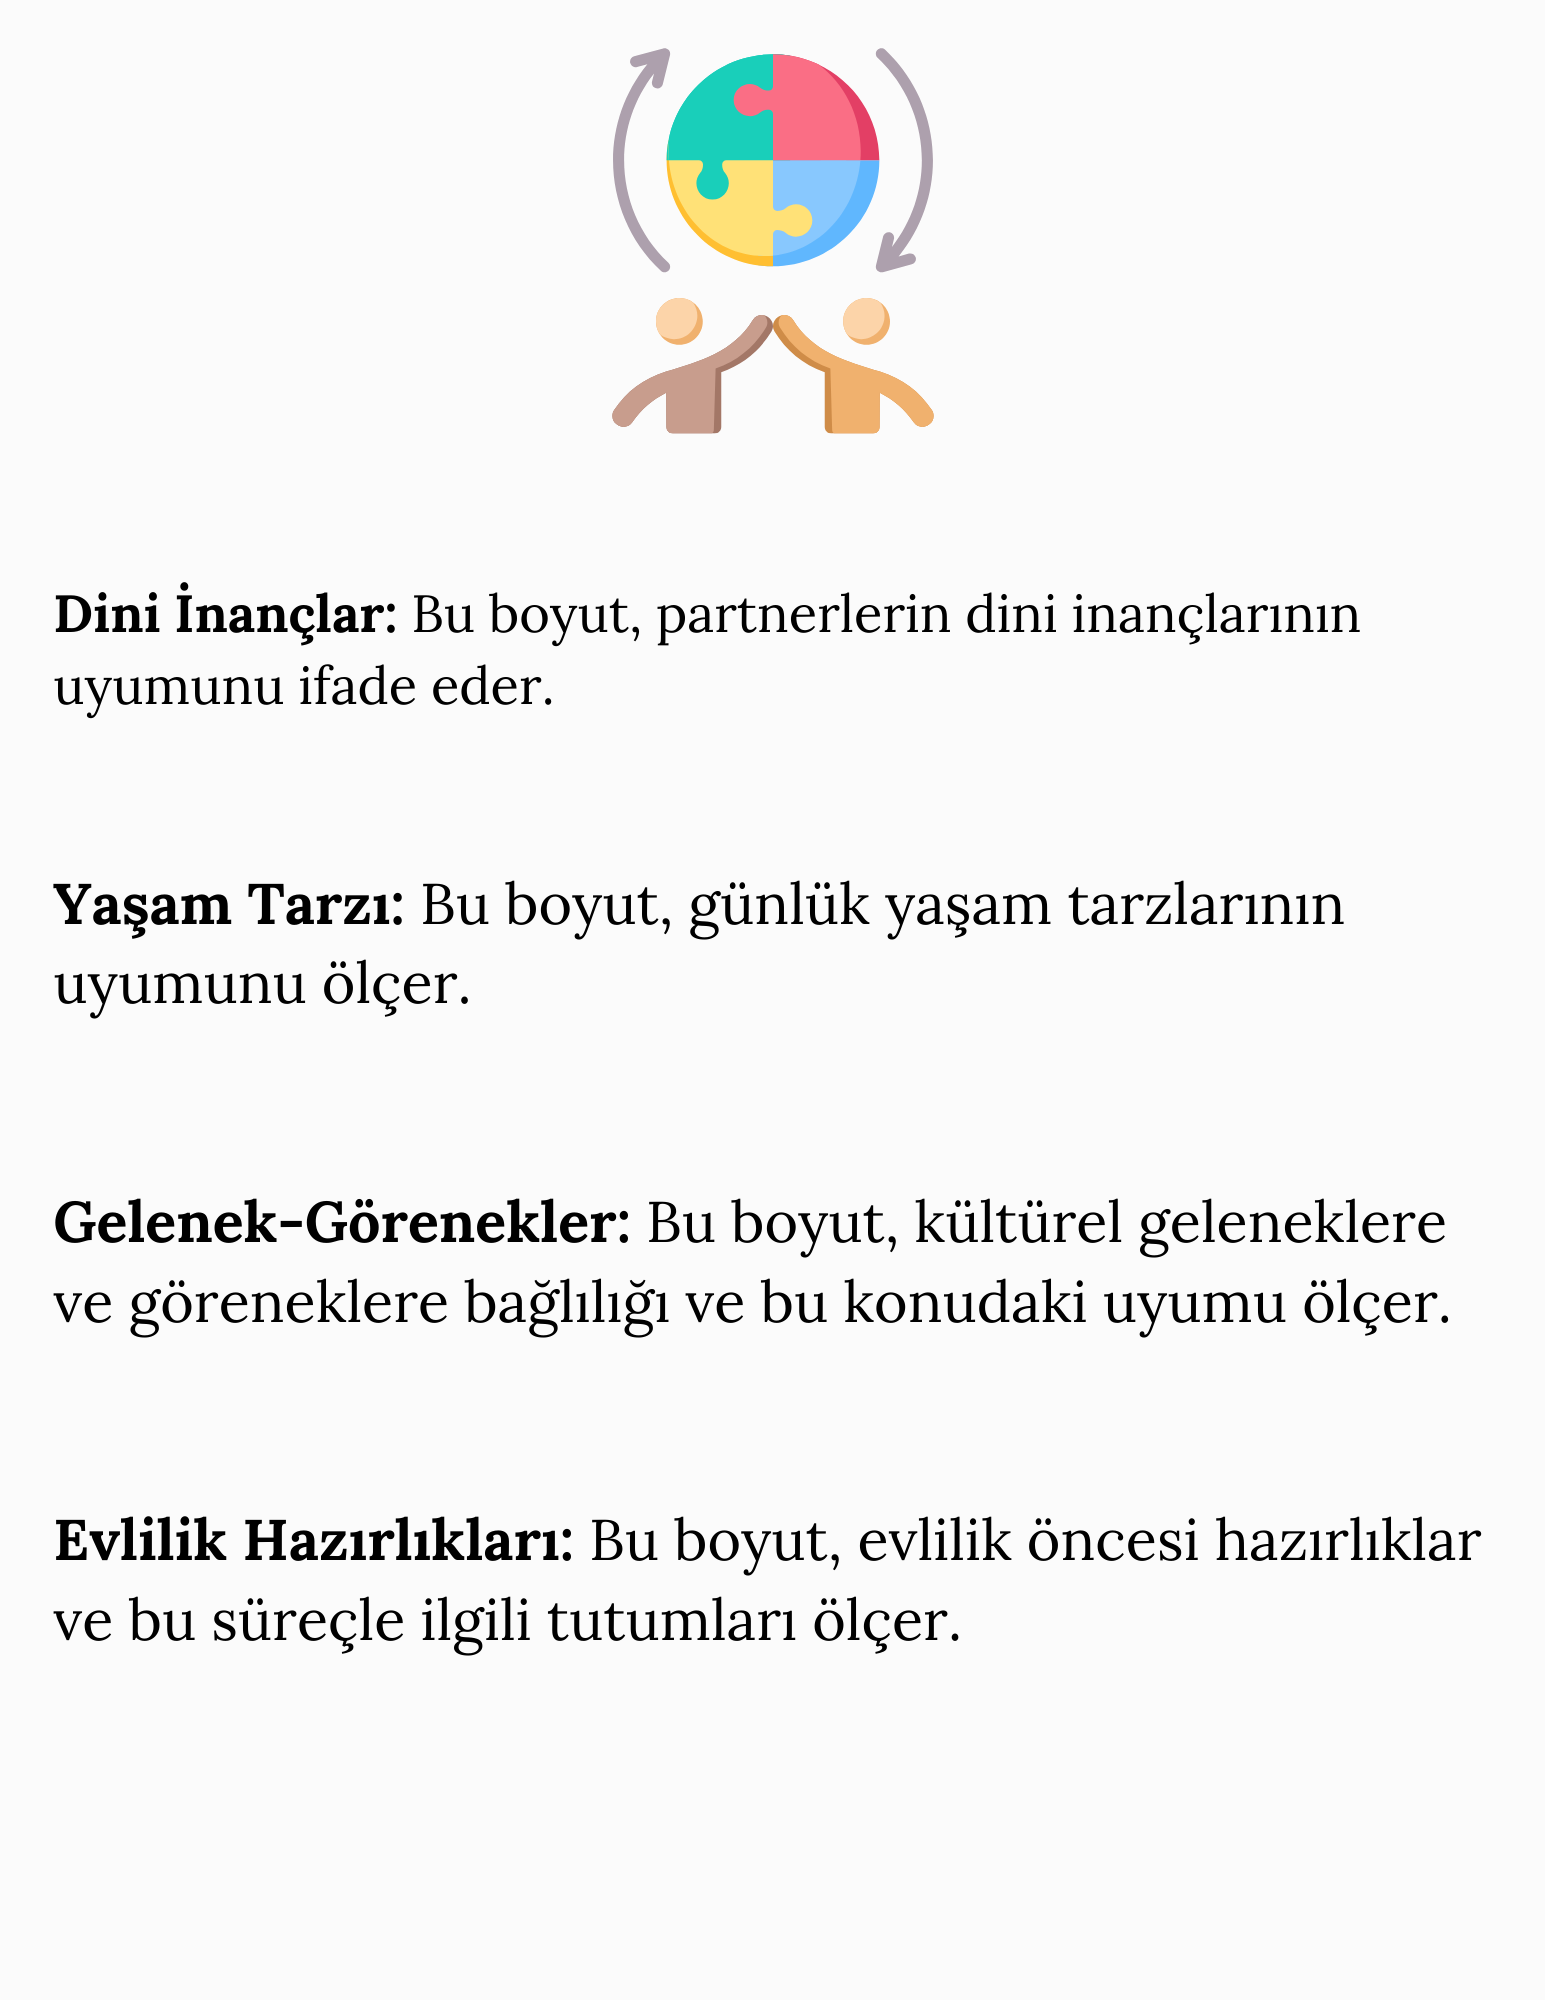 Dini İnançlar: Bu boyut, partnerlerin dini inançlarının
uyumunu ifade eder.
Yaşam Tarzı: Bu boyut, günlük yaşam tarzlarının
uyumunu ölçer.
Gelenek-Görenekler: Bu boyut, kültürel geleneklere
ve göreneklere bağlılığı ve bu konudaki uyumu ölçer.
Evlilik Hazırlıkları: Bu boyut, evlilik öncesi hazırlıklar
ve bu süreçle ilgili tutumları ölçer.